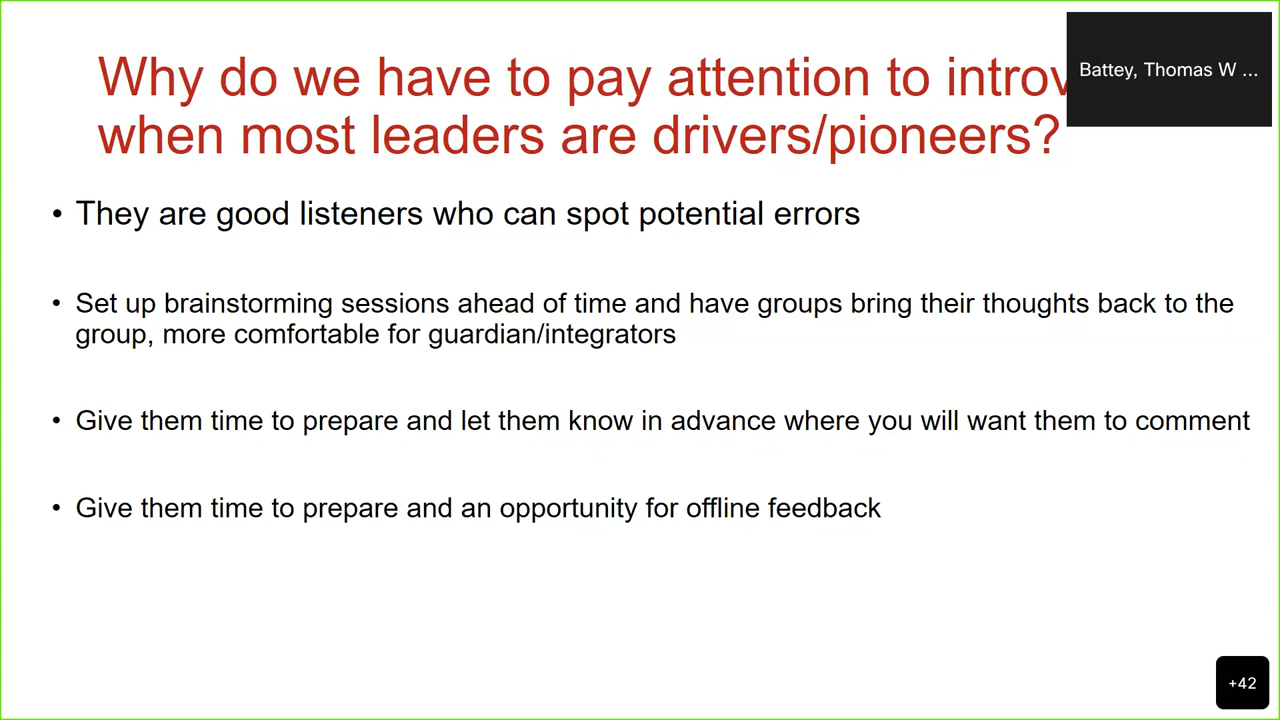 Why do we have to pay attention to introv
when most leaders are drivers/pioneers?
Battey, Thomas W ...
• They are good listeners who can spot potential errors
• Set up brainstorming sessions ahead of time and have groups bring their thoughts back to the
group, more comfortable for guardian/integrators
• Give them time to prepare and let them know in advance where you will want them to comment
• Give them time to prepare and an opportunity for offline feedback
+42